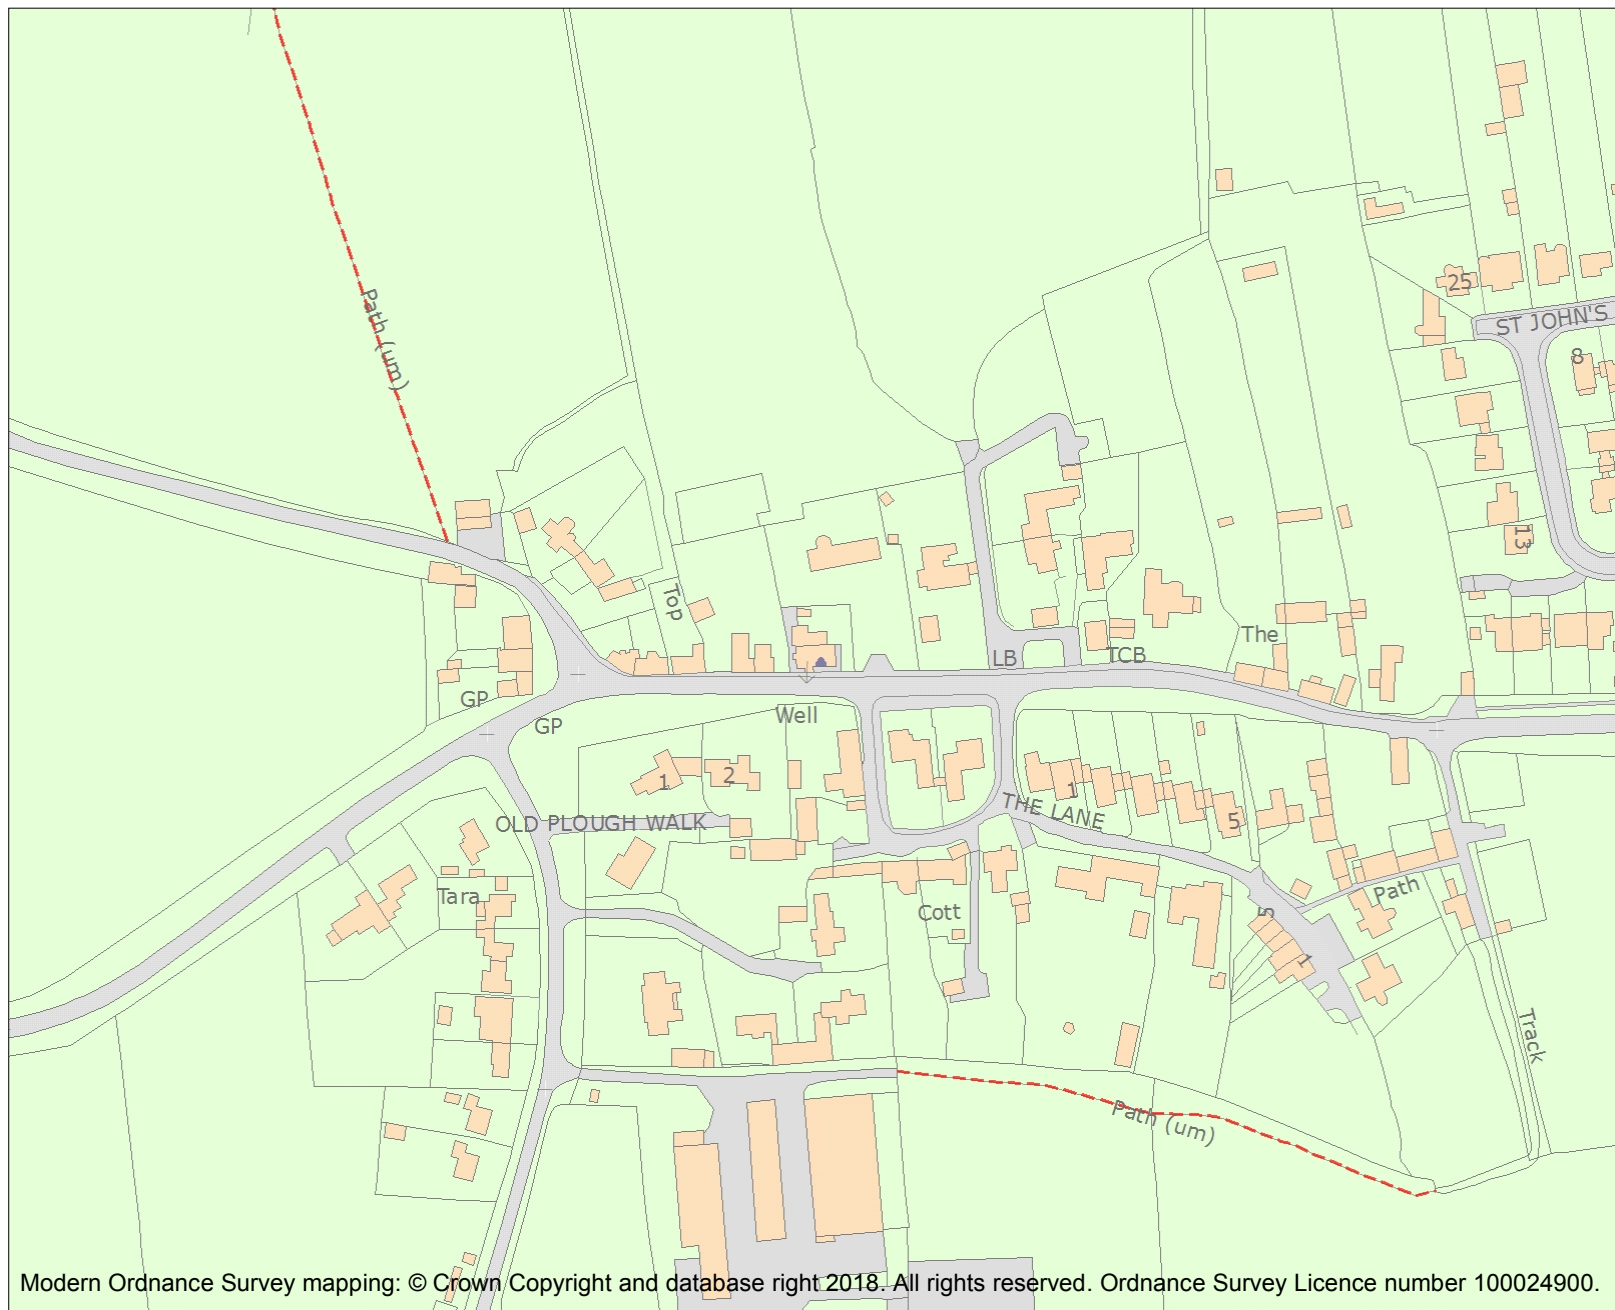 Path (um)
25
ST JOHN'S
8
13
Top
The
LB
TCB
GP
GP
Well
1
2
1
THE LANE
5
OLD PLOUGH WALK
Tara
Cott
Path
5
1
Track
Path (um)
Modern Ordnance Survey mapping: © Crown Copyright and database right 2018. All rights reserved. Ordnance Survey Licence number 100024900.